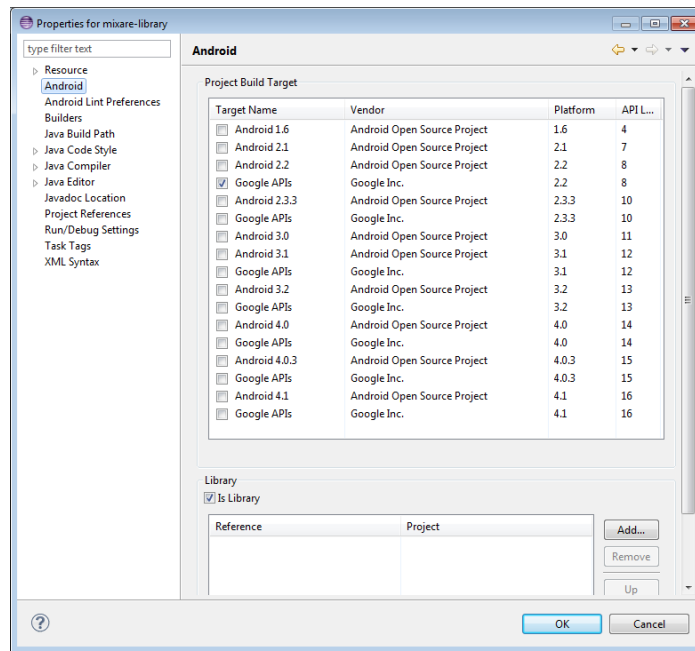 Properties for mixare-library
type filter text
Resource
Android
Android Lint Preferences
Builders
Java Build Path
Java Code Style
Java Compiler
Java Editor
Javadoc Location
Project References
Run/Debug Settings
Task Tags
XML Syntax
Android
Project Build Target
Target Name Vendor Platform API L...
Android 1.6 Android Open Source Project 1.6 4
Android 2.1 Android Open Source Project 2.1 7
Android 2.2 Android Open Source Project 2.2 8
Google APIs Google Inc. 2.2 8
Android 2.3.3 Android Open Source Project 2.3.3 10
Google APIs Google Inc. 2.3.3 10
Android 3.0 Android Open Source Project 3.0 11
Android 3.1 Android Open Source Project 3.1 12
Google APIs Google Inc. 3.1 12
Android 3.2 Android Open Source Project 3.2 13
Google APIs Google Inc. 3.2 13
Android 4.0 Android Open Source Project 4.0 14
Google APIs Google Inc. 4.0 14
Android 4.0.3 Android Open Source Project 4.0.3 15
Google APIs Google Inc. 4.0.3 15
Android 4.1 Android Open Source Project 4.1 16
Google APIs Google Inc. 4.1 16
Library
Is Library
Reference Project
Add...
Remove
Up
OK Cancel